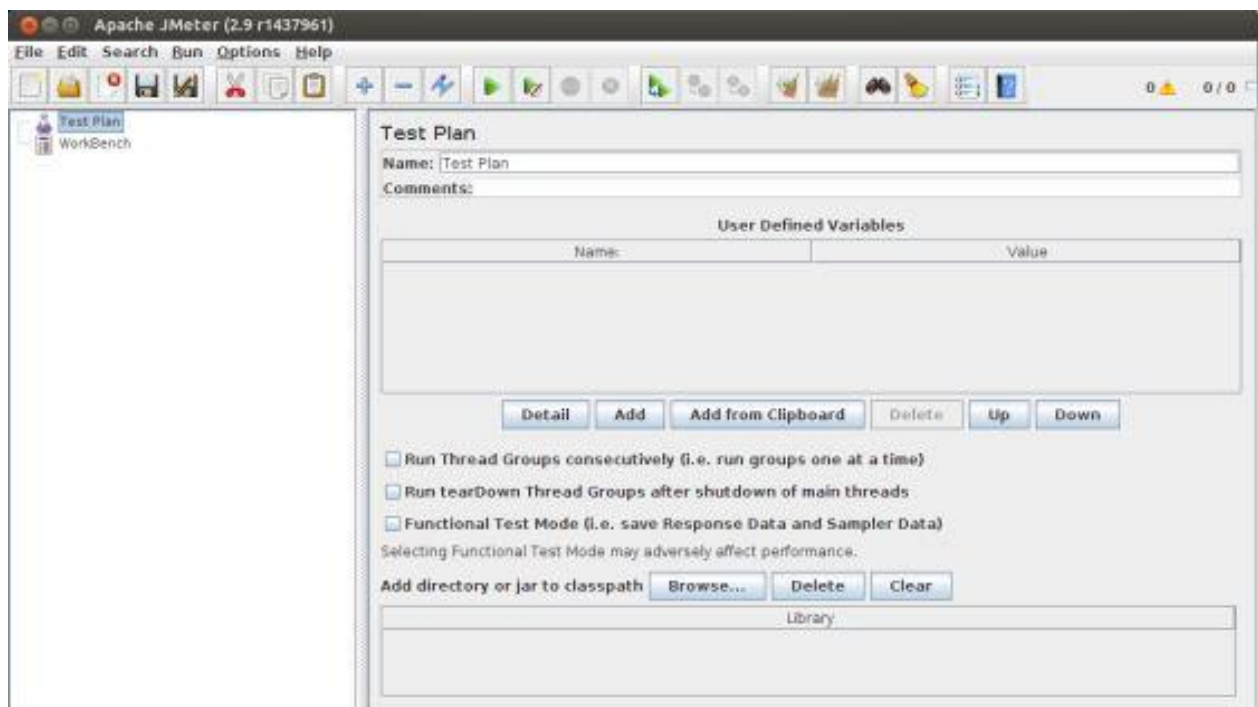 Apache JMeter (2.9 r1437961)
File Edit Search Run Options Help
0 0 / 0
Test Plan
WorkBench
Test Plan
Name: Test Plan
Comments:
User Defined Variables
Name: Value
Detail Add Add from Clipboard Delete Up Down
Run Thread Groups consecutively (i.e. run groups one at a time)
Run tearDown Thread Groups after shutdown of main threads
Functional Test Mode (i.e. save Response Data and Sampler Data)
Selecting Functional Test Mode may adversely affect performance.
Add directory or jar to classpath Browse... Delete Clear
Library